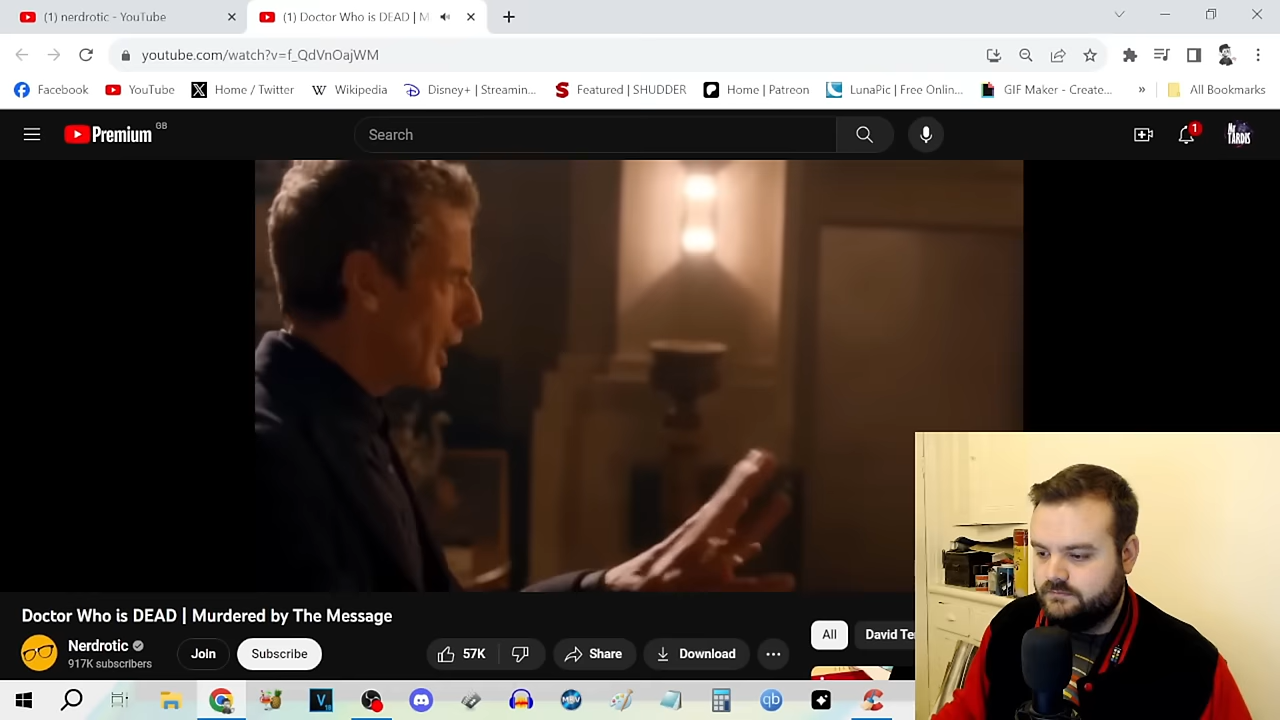 (1) nerdrotic - YouTube
(1) Doctor Who is DEAD | M
youtube.com/watch?v=f_QdVnOajWM
Facebook
YouTube
Home / Twitter
Wikipedia
Disney+ | Streamin...
Featured | SHUDDER
Home | Patreon
LunaPic | Free Onlin...
GIF Maker - Create...
»
All Bookmarks
Premium GB
Search
1
MR TARDIS
Doctor Who is DEAD | Murdered by The Message
Nerdrotic
917K subscribers
Join
Subscribe
57K
Share
Download
All
David Te